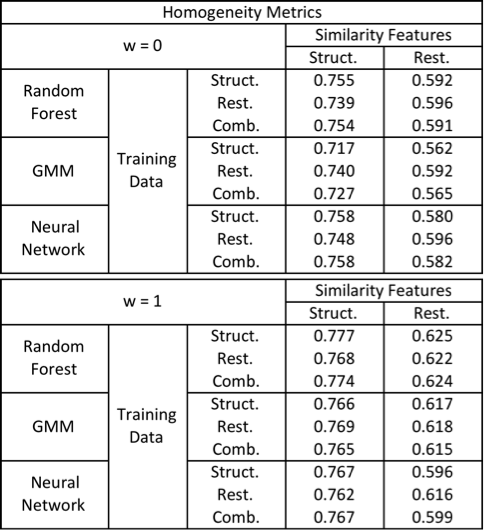 Homogeneity Metrics
w = 0
Similarity Features
Struct. Rest.
Random Forest
Training Data
Struct. 0.755 0.592
Rest. 0.739 0.596
Comb. 0.754 0.591
GMM
Struct. 0.717 0.562
Rest. 0.740 0.592
Comb. 0.727 0.565
Neural Network
Struct. 0.758 0.580
Rest. 0.748 0.596
Comb. 0.758 0.582
w = 1
Similarity Features
Struct. Rest.
Random Forest
Training Data
Struct. 0.777 0.625
Rest. 0.768 0.622
Comb. 0.774 0.624
GMM
Struct. 0.766 0.617
Rest. 0.769 0.618
Comb. 0.765 0.615
Neural Network
Struct. 0.767 0.596
Rest. 0.762 0.616
Comb. 0.767 0.599